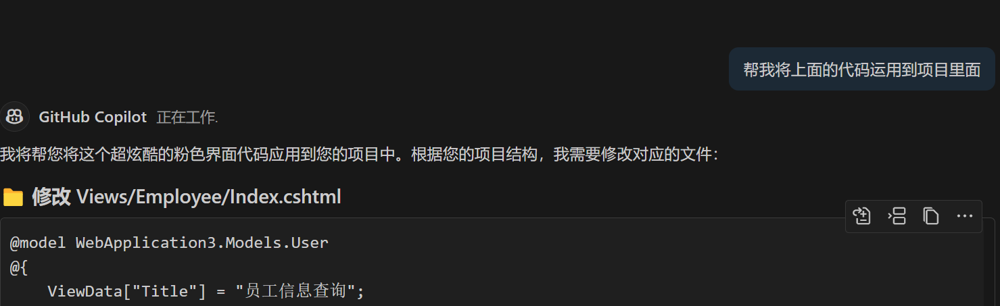 帮我将上面的代码运用到项目里面
GitHub Copilot 正在工作.
我将帮您将这个超炫酷的粉色界面代码应用到您的项目中。根据您的项目结构，我需要修改对应的文件：
修改 Views/Employee/Index.cshtml
@model WebApplication3.Models.User
@{
    ViewData["Title"] = "员工信息查询";